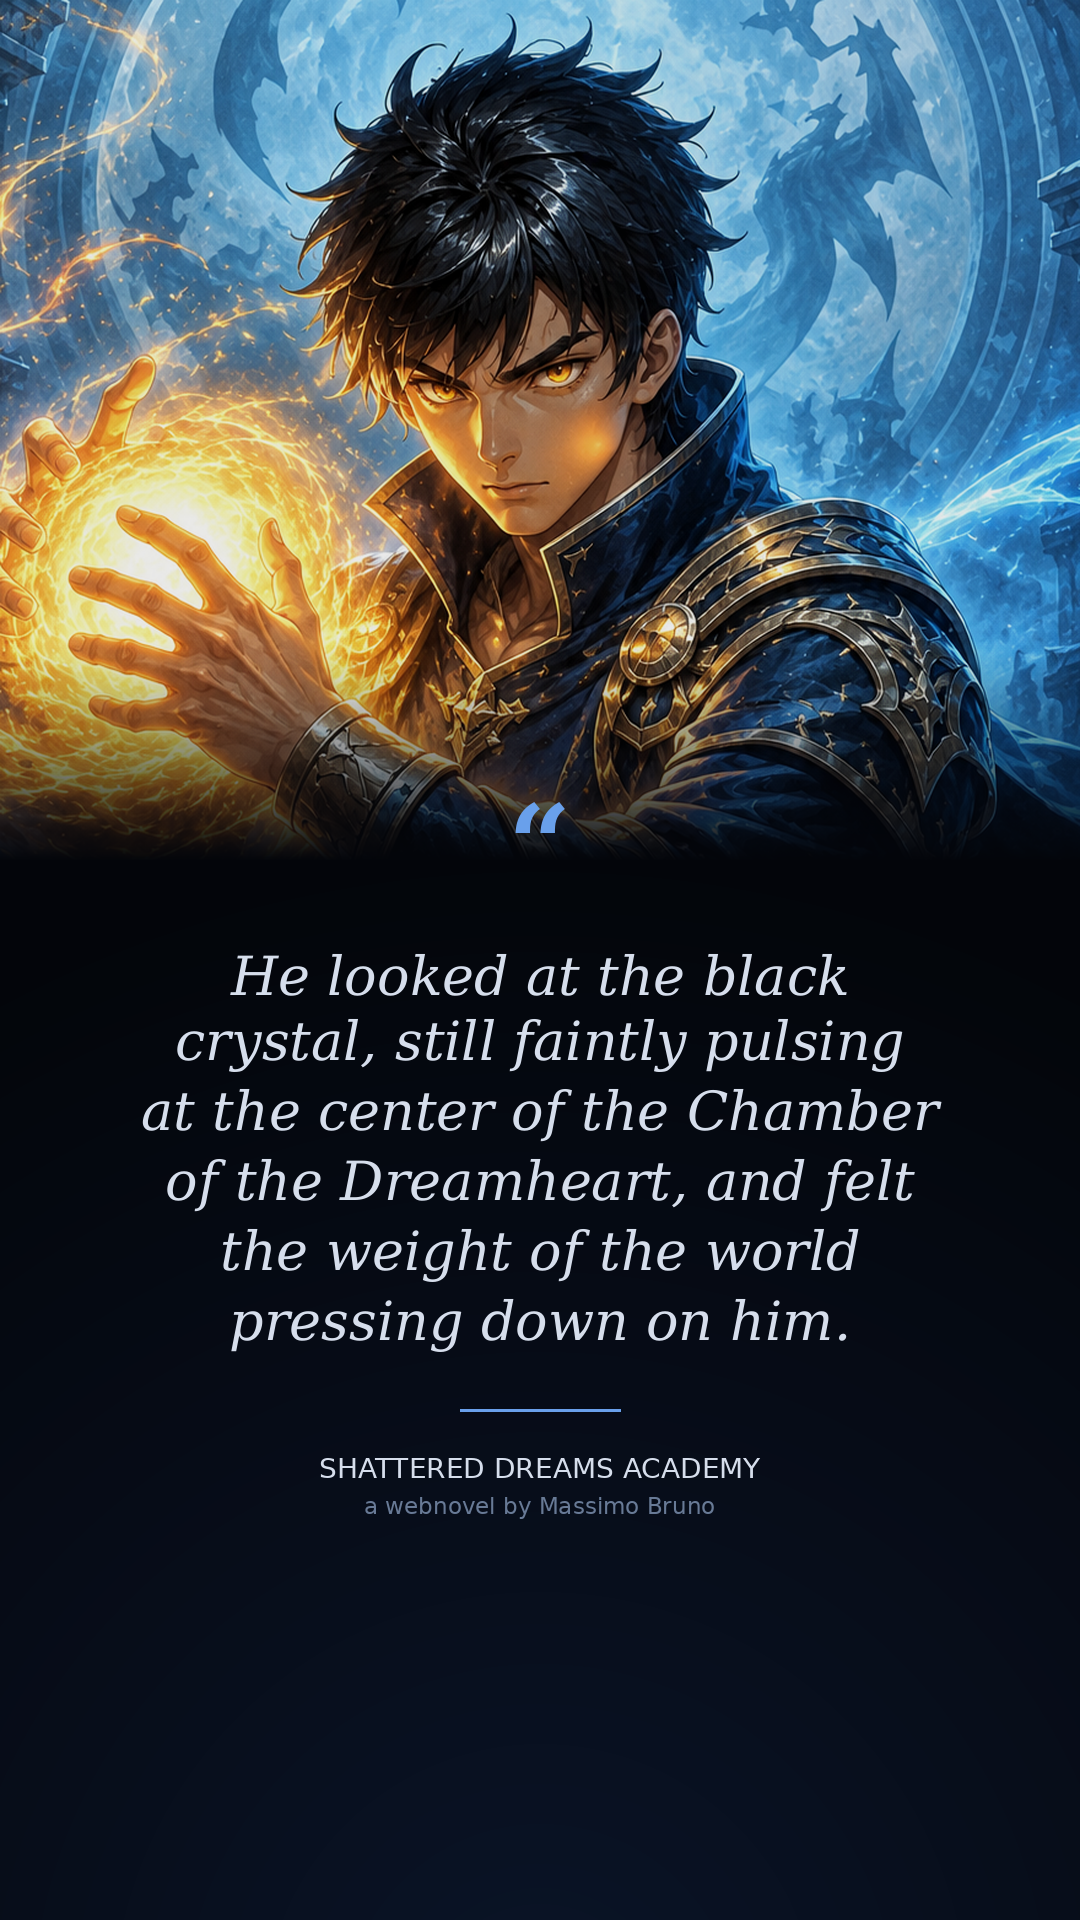 “
He looked at the black
crystal, still faintly pulsing
at the center of the Chamber
of the Dreamheart, and felt
the weight of the world
pressing down on him.
SHATTERED DREAMS ACADEMY
a webnovel by Massimo Bruno